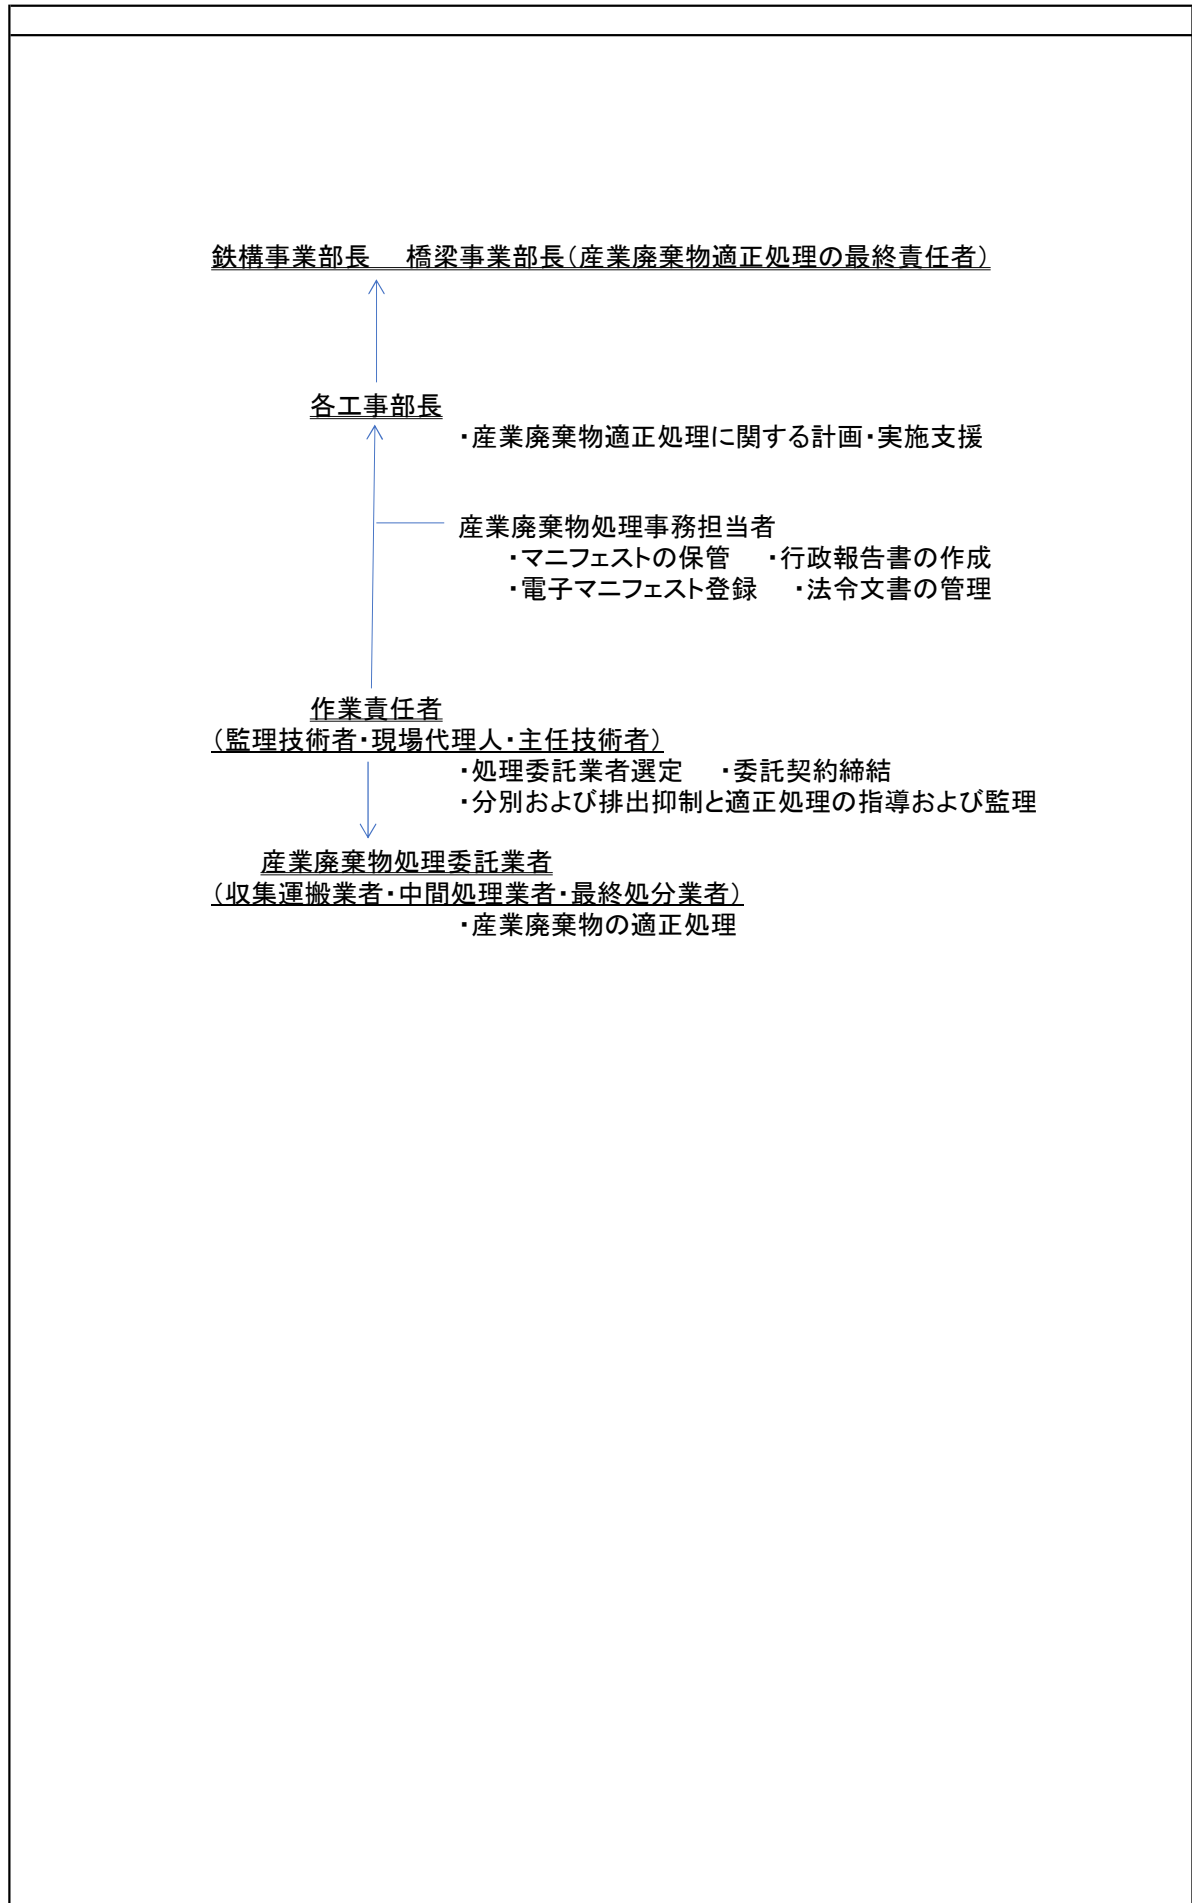 鉄構事業部長　橋梁事業部長（産業廃棄物適正処理の最終責任者）
各工事部長
・産業廃棄物適正処理に関する計画・実施支援
産業廃棄物処理事務担当者
・マニフェストの保管　・行政報告書の作成
・電子マニフェスト登録　・法令文書の管理
作業責任者
（監理技術者・現場代理人・主任技術者）
・処理委託業者選定　・委託契約締結
・分別および排出抑制と適正処理の指導および監理
産業廃棄物処理委託業者
（収集運搬業者・中間処理業者・最終処分業者）
・産業廃棄物の適正処理